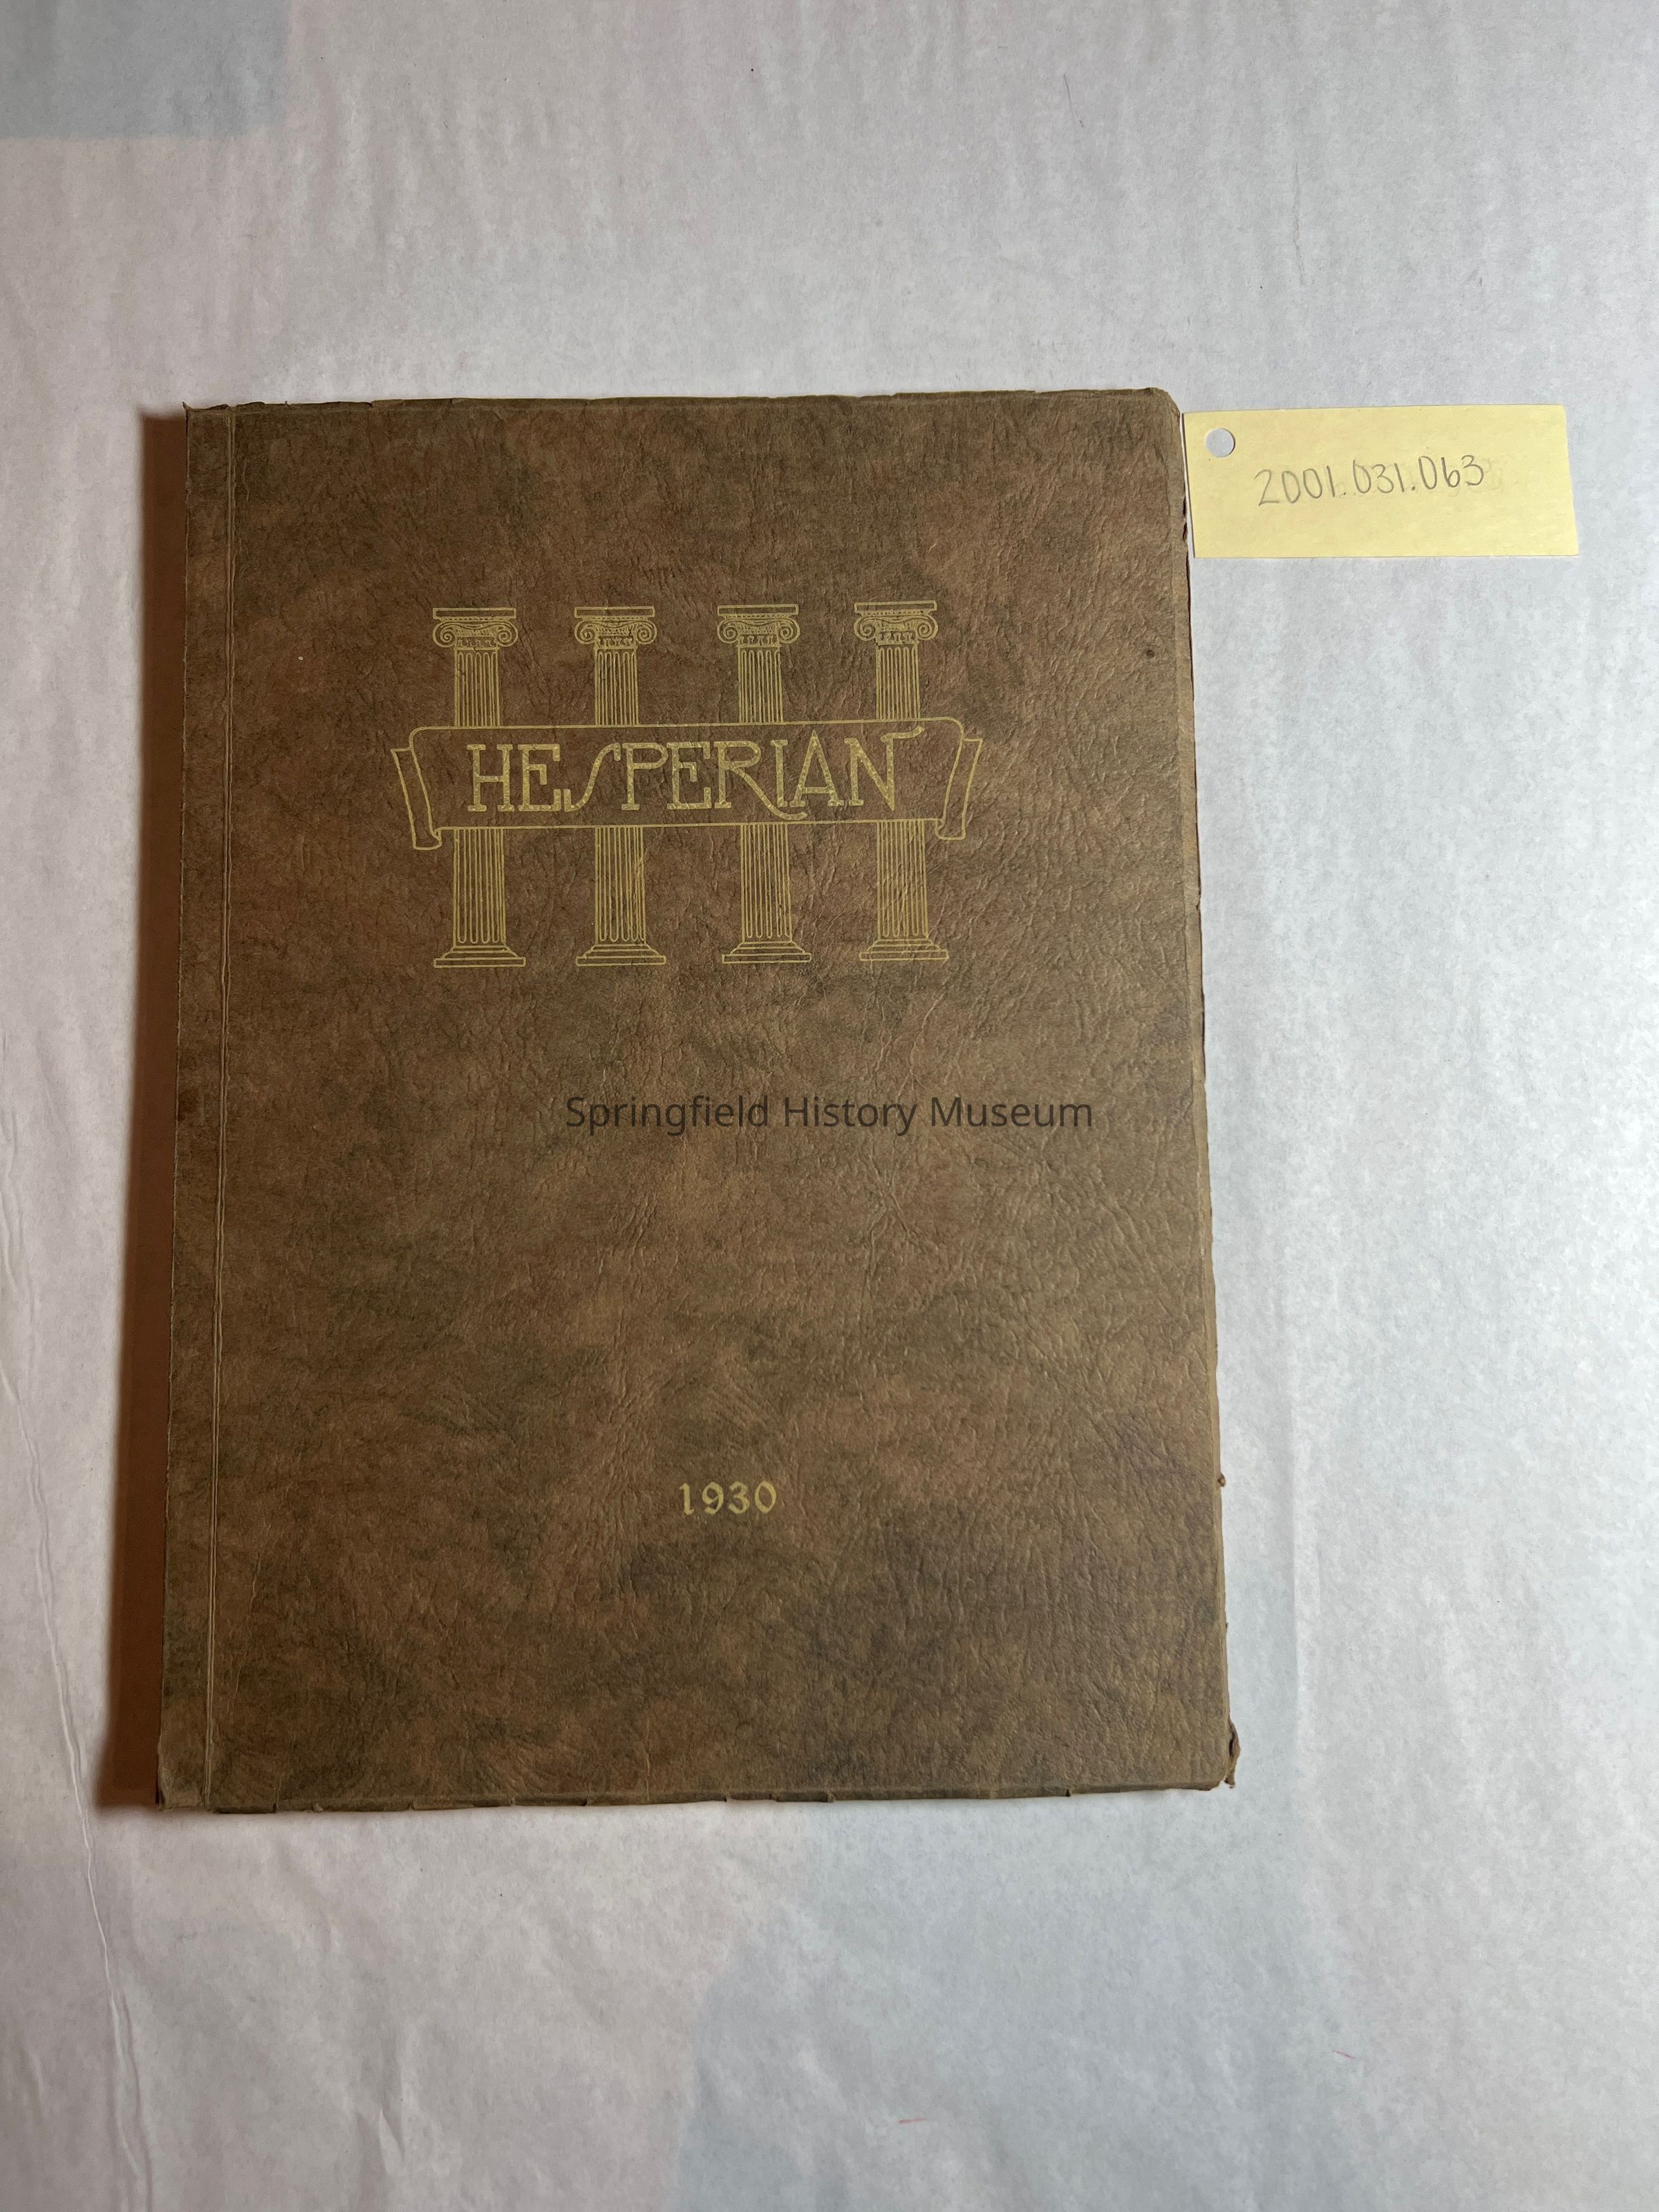 2001.031.063
HESPERIAN
Springfield History Museum
1930